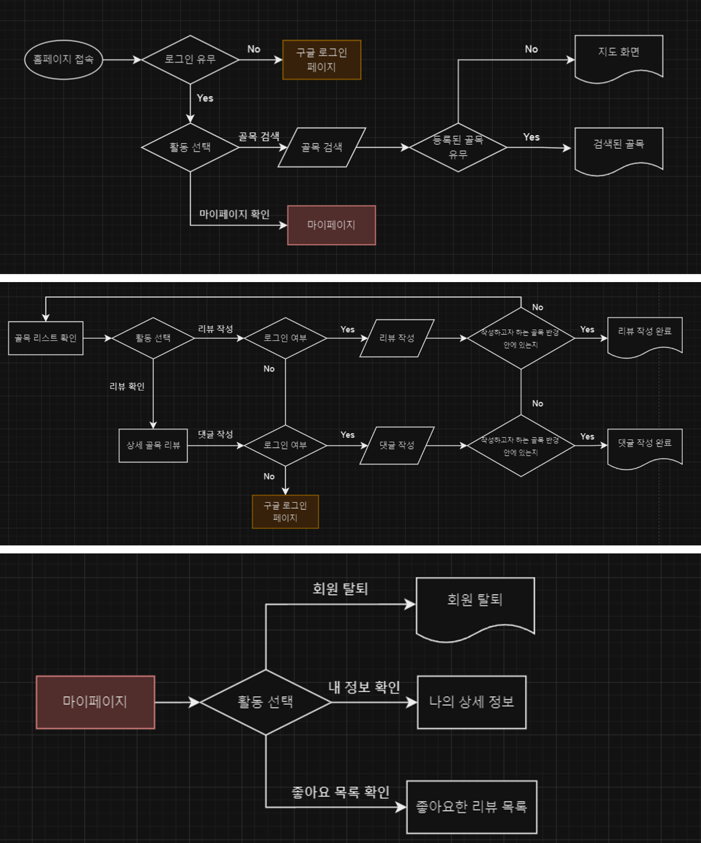 홈페이지 접속
로그인 유무
No
구글 로그인
페이지
Yes
활동 선택
골목 검색
골목 검색
등록된 골목
유무
No
지도 화면
Yes
검색된 골목
마이페이지 확인
마이페이지
No
골목 리스트 확인
활동 선택
리뷰 작성
로그인 여부
Yes
리뷰 작성
작성하고자 하는 골목 반경
안에 있는지
Yes
리뷰 작성 완료
리뷰 확인
No
No
상세 골목 리뷰
댓글 작성
로그인 여부
Yes
댓글 작성
작성하고자 하는 골목 반경
안에 있는지
Yes
댓글 작성 완료
No
구글 로그인
페이지
회원 탈퇴
회원 탈퇴
마이페이지
활동 선택
내 정보 확인
나의 상세 정보
좋아요 목록 확인
좋아요한 리뷰 목록